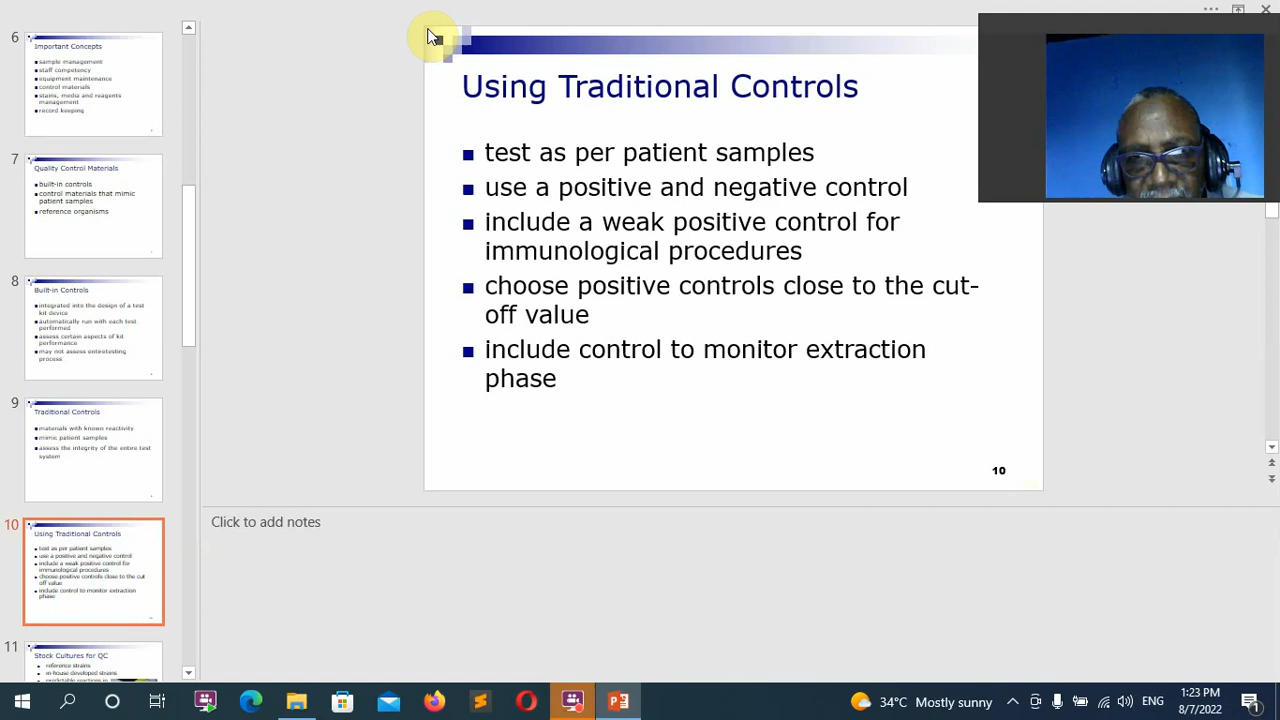 6
Important Concepts
■ sample management
■ staff competency
■ equipment maintenance
■ control materials
■ stains, media and reagents
management
■ record keeping
7
Quality Control Materials
■ built-in controls
■ control materials that mimic
patient samples
■ reference organisms
8
Built-in Controls
■ integrated into the design of a test
kit device
■ automatically run with each test
performed
■ assess certain aspects of kit
performance
■ may not assess entiretesting
process
9
Traditional Controls
■ materials with known reactivity
■ mimic patient samples
■ assess the integrity of the entire test
system
10
Using Traditional Controls
■ test as per patient samples
■ use a positive and negative control
■ include a weak positive control for
immunological procedures
■ choose positive controls close to the cut
off value
■ include control to monitor extraction
phase
11
Stock Cultures for QC
• reference strains
• in-house developed strains
• predictable reactions in
Using Traditional Controls
■ test as per patient samples
■ use a positive and negative control
■ include a weak positive control for
immunological procedures
■ choose positive controls close to the cut-
off value
■ include control to monitor extraction
phase
10
Click to add notes
34°C Mostly sunny
ENG
1:23 PM
8/7/2022